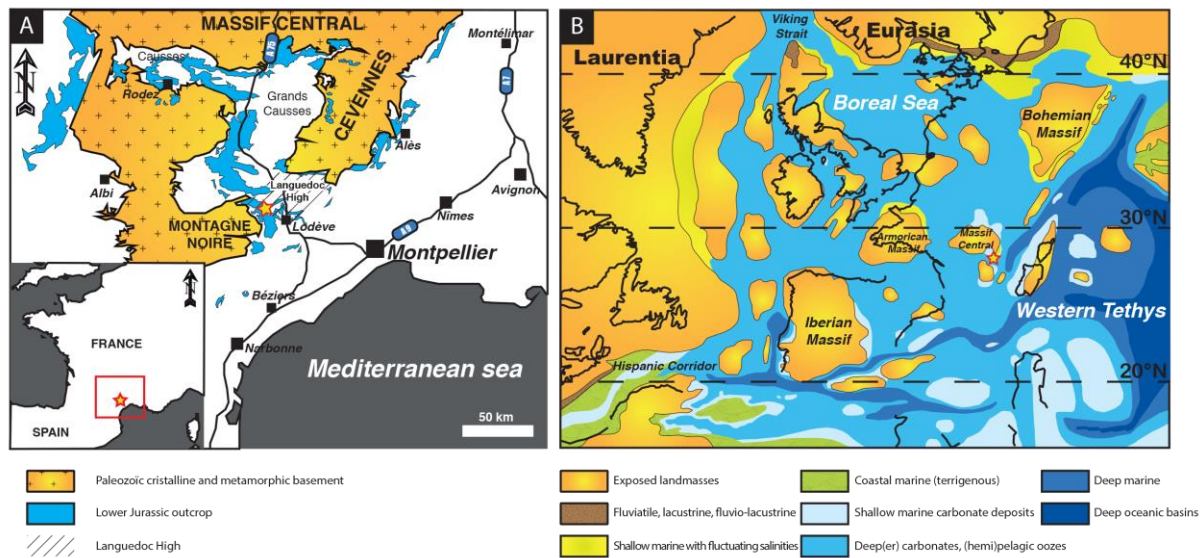 A
MASSIF CENTRAL
Montélimar
A75
A7
Causses
N
Rodez
Grands
Causses
CEVENNES
Alès
Albi
Languedoc
High
Avignon
Nîmes
MONTAGNE
NOIRE
Lodève
A9
Montpellier
N
Béziers
FRANCE
Narbonne
Mediterranean sea
SPAIN
50 km
B
Viking
Strait
Eurasia
Laurentia
40°N
Boreal Sea
Bohemian
Massif
30°N
Armorican
Massif
Massif
Central
Western Tethys
Iberian
Massif
Hispanic Corridor
20°N
Paleozoïc cristalline and metamorphic basement
Lower Jurassic outcrop
Languedoc High
Exposed landmasses
Fluviatile, lacustrine, fluvio-lacustrine
Shallow marine with fluctuating salinities
Coastal marine (terrigenous)
Shallow marine carbonate deposits
Deep(er) carbonates, (hemi)pelagic oozes
Deep marine
Deep oceanic basins